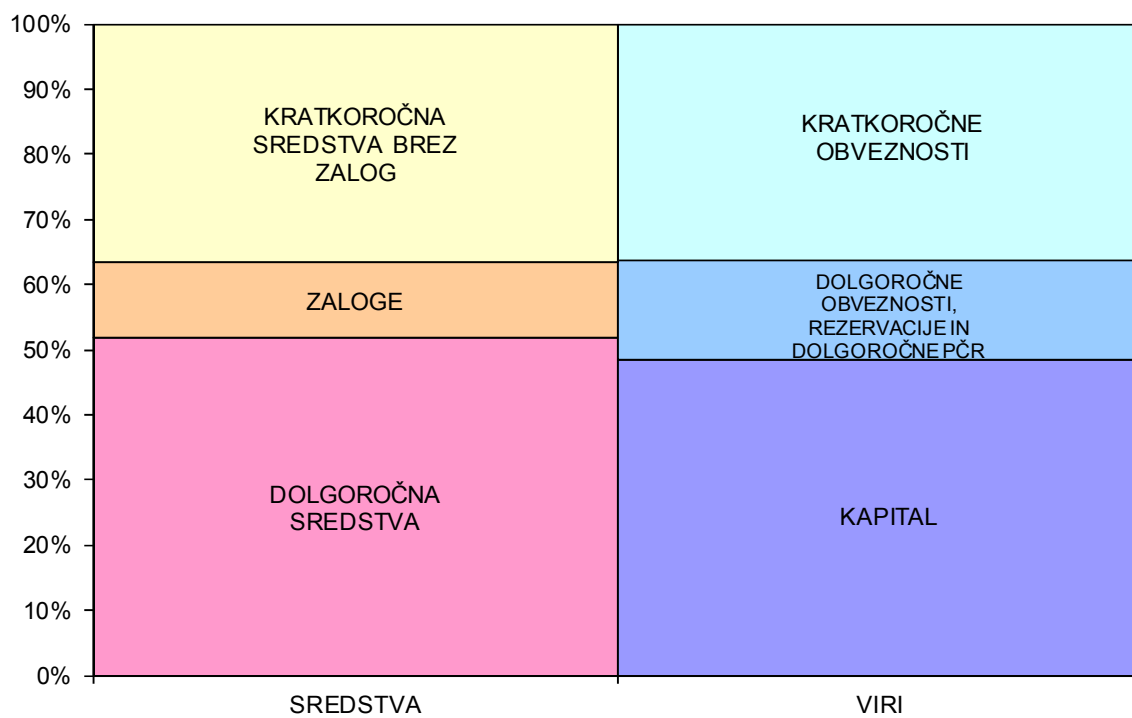 100%
90%
80%
70%
60%
50%
40%
30%
20%
10%
0%
KRATKOROČNA
SREDSTVA BREZ
ZALOG
ZALOGE
DOLGOROČNA
SREDSTVA
KRATKOROČNE
OBVEZNOSTI
DOLGOROČNE
OBVEZNOSTI,
REZERVACIJE IN
DOLGOROČNE PČR
KAPITAL
SREDSTVA
VIRI